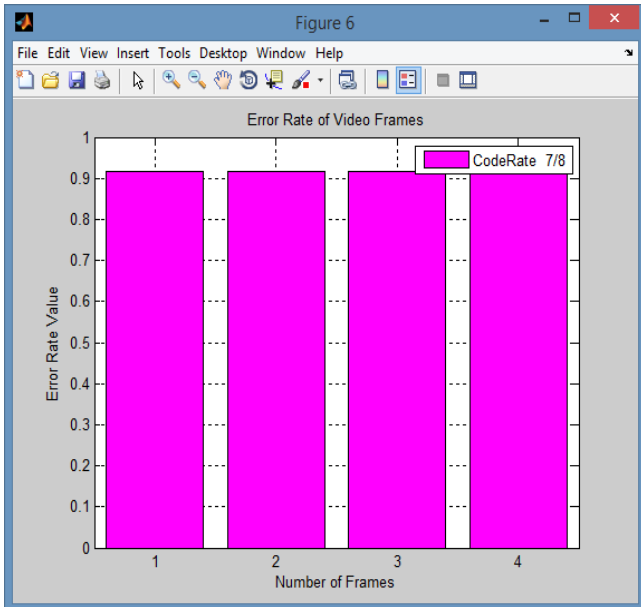 Figure 6
File Edit View Insert Tools Desktop Window Help
Error Rate of Video Frames
CodeRate 7/8
1
0.9
0.8
0.7
0.6
0.5
0.4
0.3
0.2
0.1
0
Error Rate Value
1 2 3 4
Number of Frames